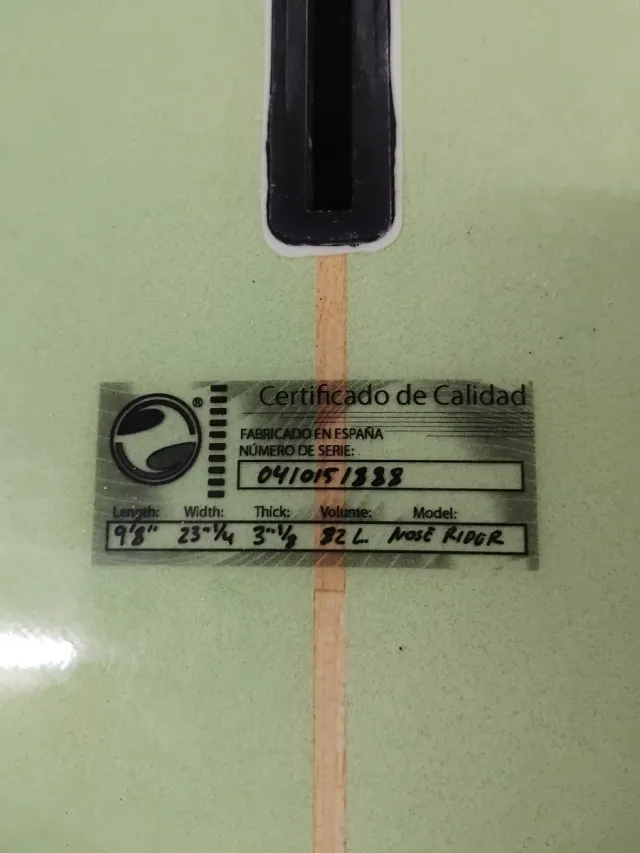 ®
Certificado de Calidad
FABRICADO EN ESPAÑA
NÚMERO DE SERIE:
0410151888
Length: Width: Thick: Volume: Model:
9'8" 23"1/4 3"1/8 82 L. NOSE RIDER